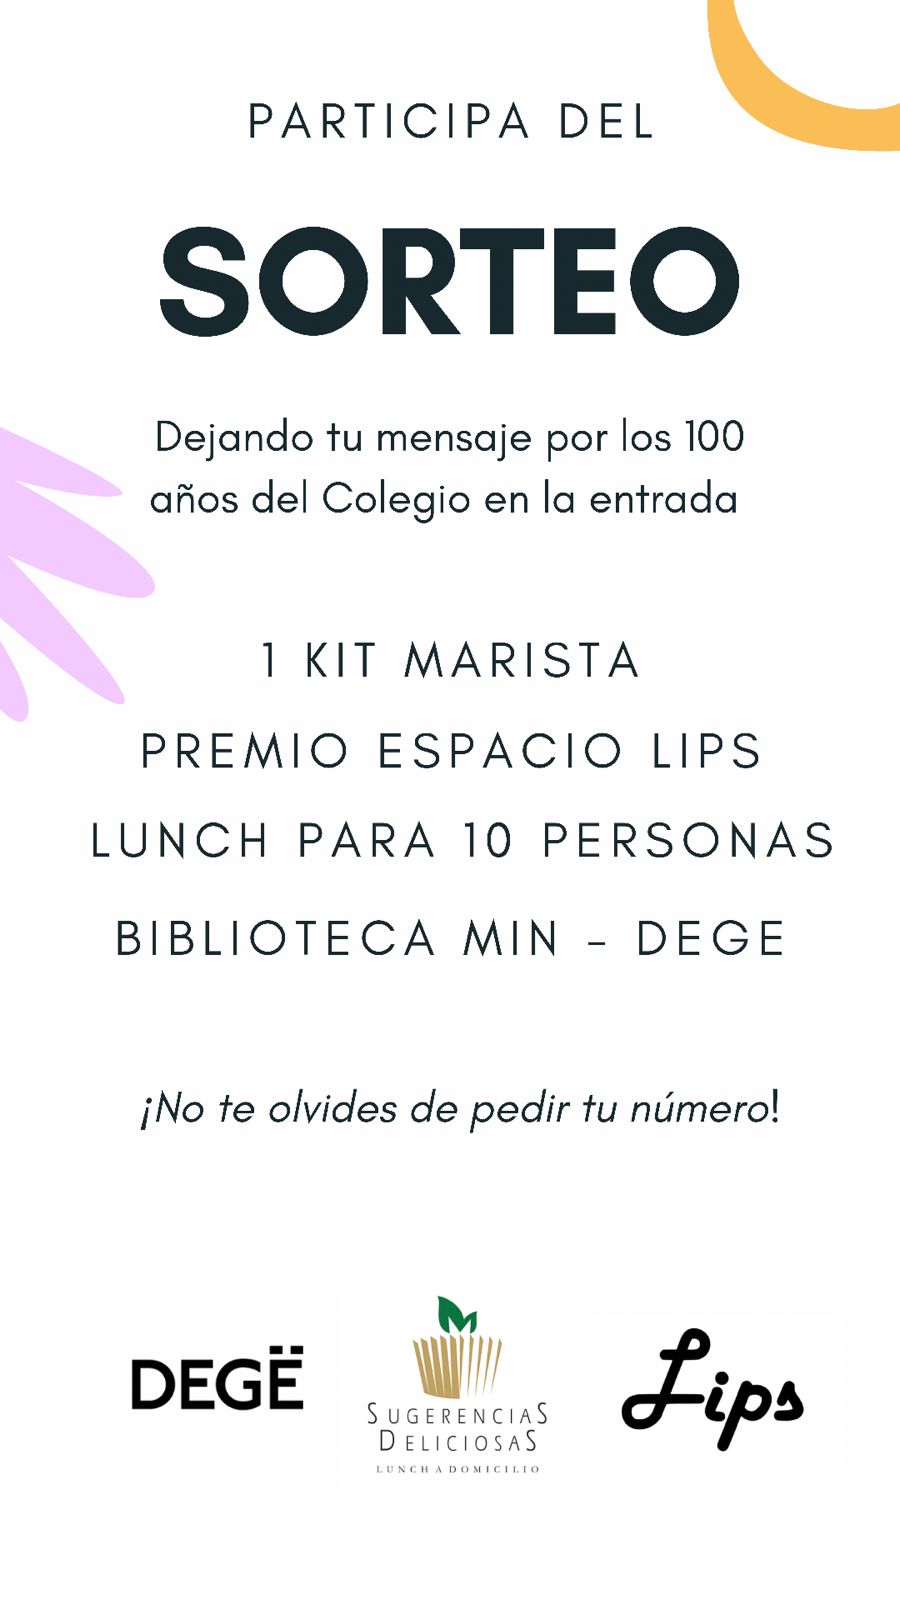 PARTICIPA DEL
SORTEO
Dejando tu mensaje por los 100
años del Colegio en la entrada
1 KIT MARISTA
PREMIO ESPACIO LIPS
LUNCH PARA 10 PERSONAS
BIBLIOTECA MIN - DEGE
¡No te olvides de pedir tu número!
DEGË
SUGERENCIAS
DELICIOSAS
LUNCH A DOMICILIO
Lips